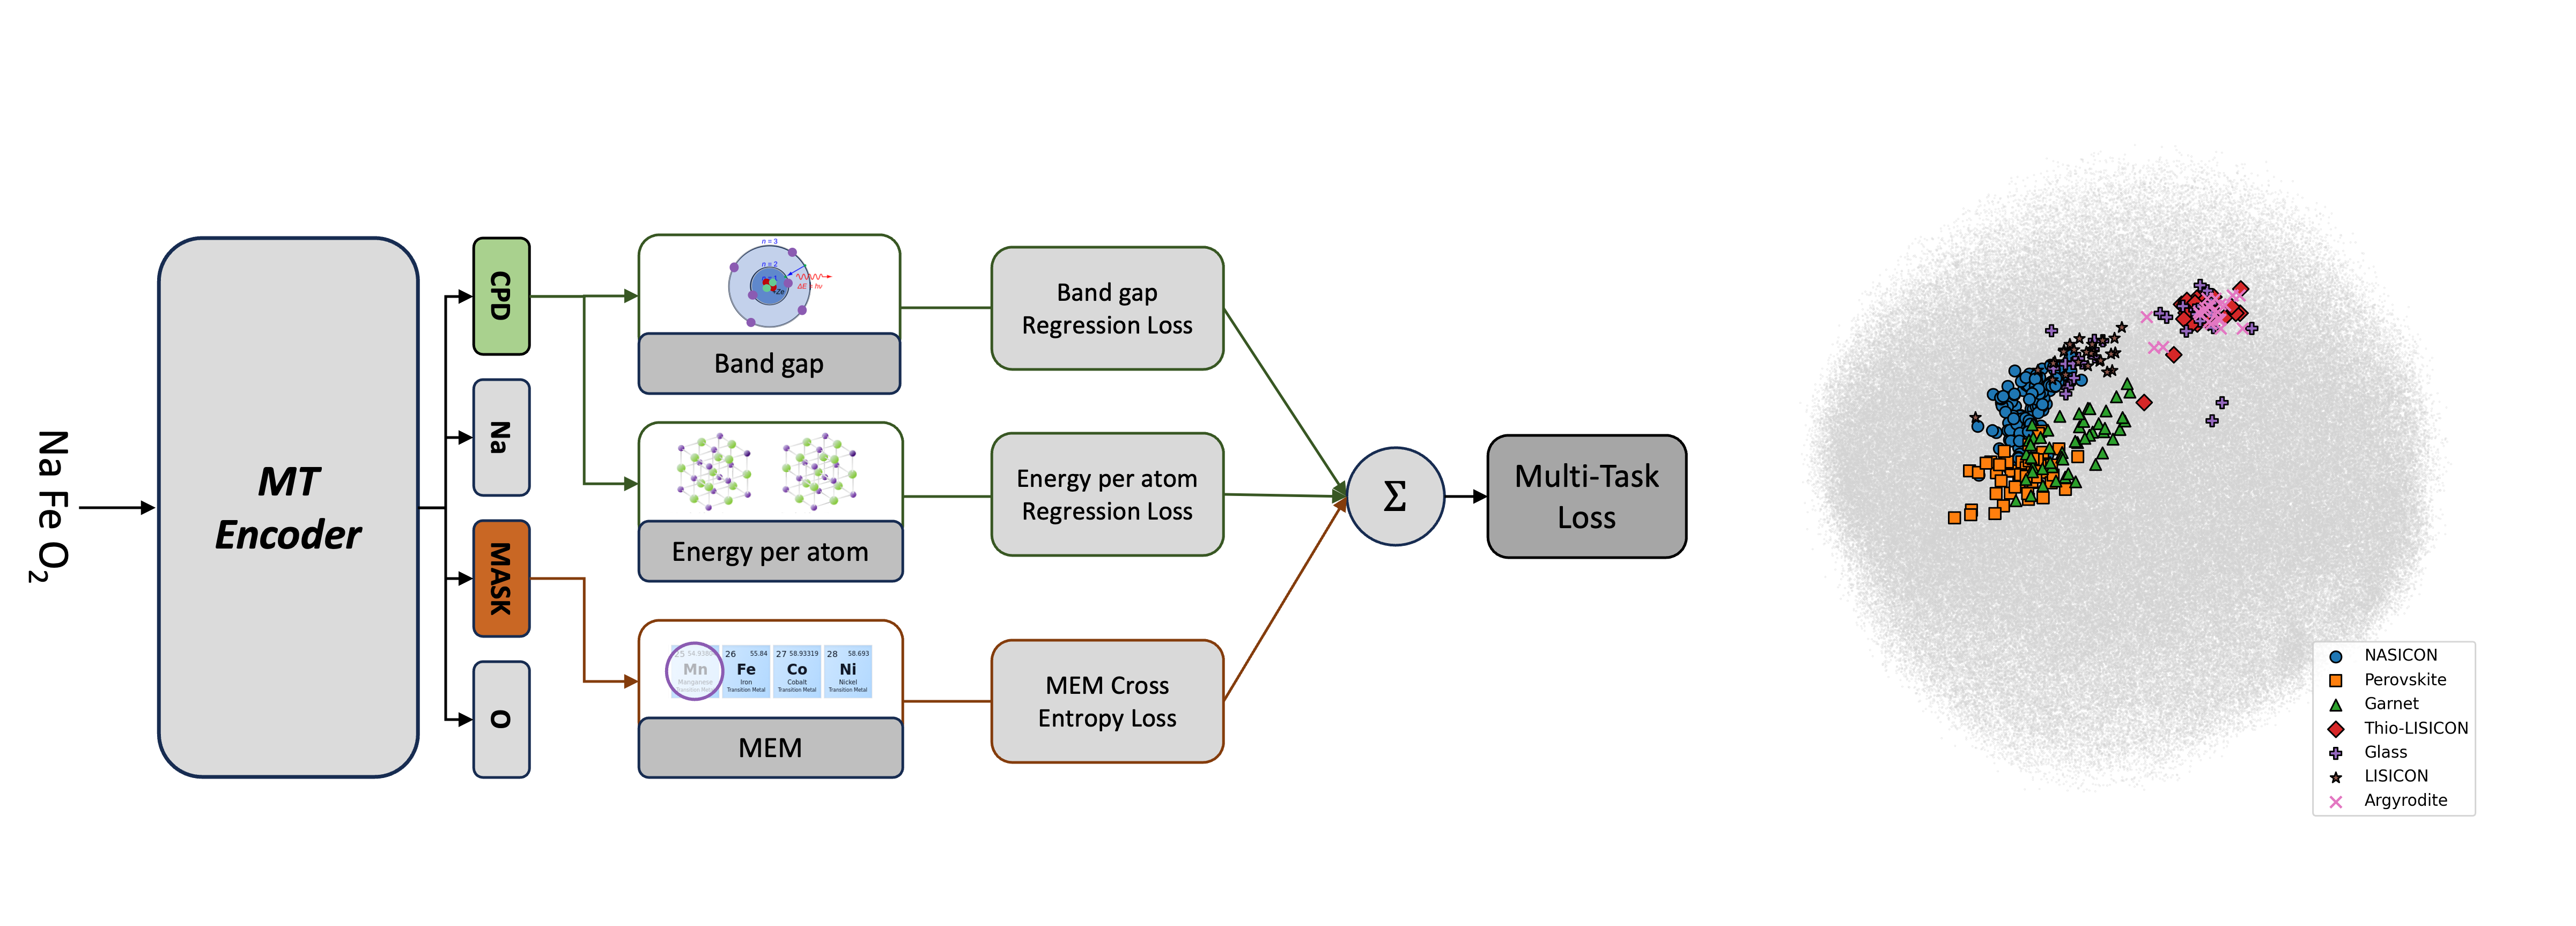 Na Fe O2
MT
Encoder
CPD
Na
MASK
O
n = 3
n = 2
ΔE = hν
Band gap
Energy per atom
25 54.9380
Mn
Manganese
Transition Metal
26 55.84
Fe
Iron
Transition Metal
27 58.93319
Co
Cobalt
Transition Metal
28 58.693
Ni
Nickel
Transition Metal
MEM
Band gap
Regression Loss
Energy per atom
Regression Loss
MEM Cross
Entropy Loss
Σ
Multi-Task
Loss
NASICON
Perovskite
Garnet
Thio-LISICON
Glass
LISICON
Argyrodite